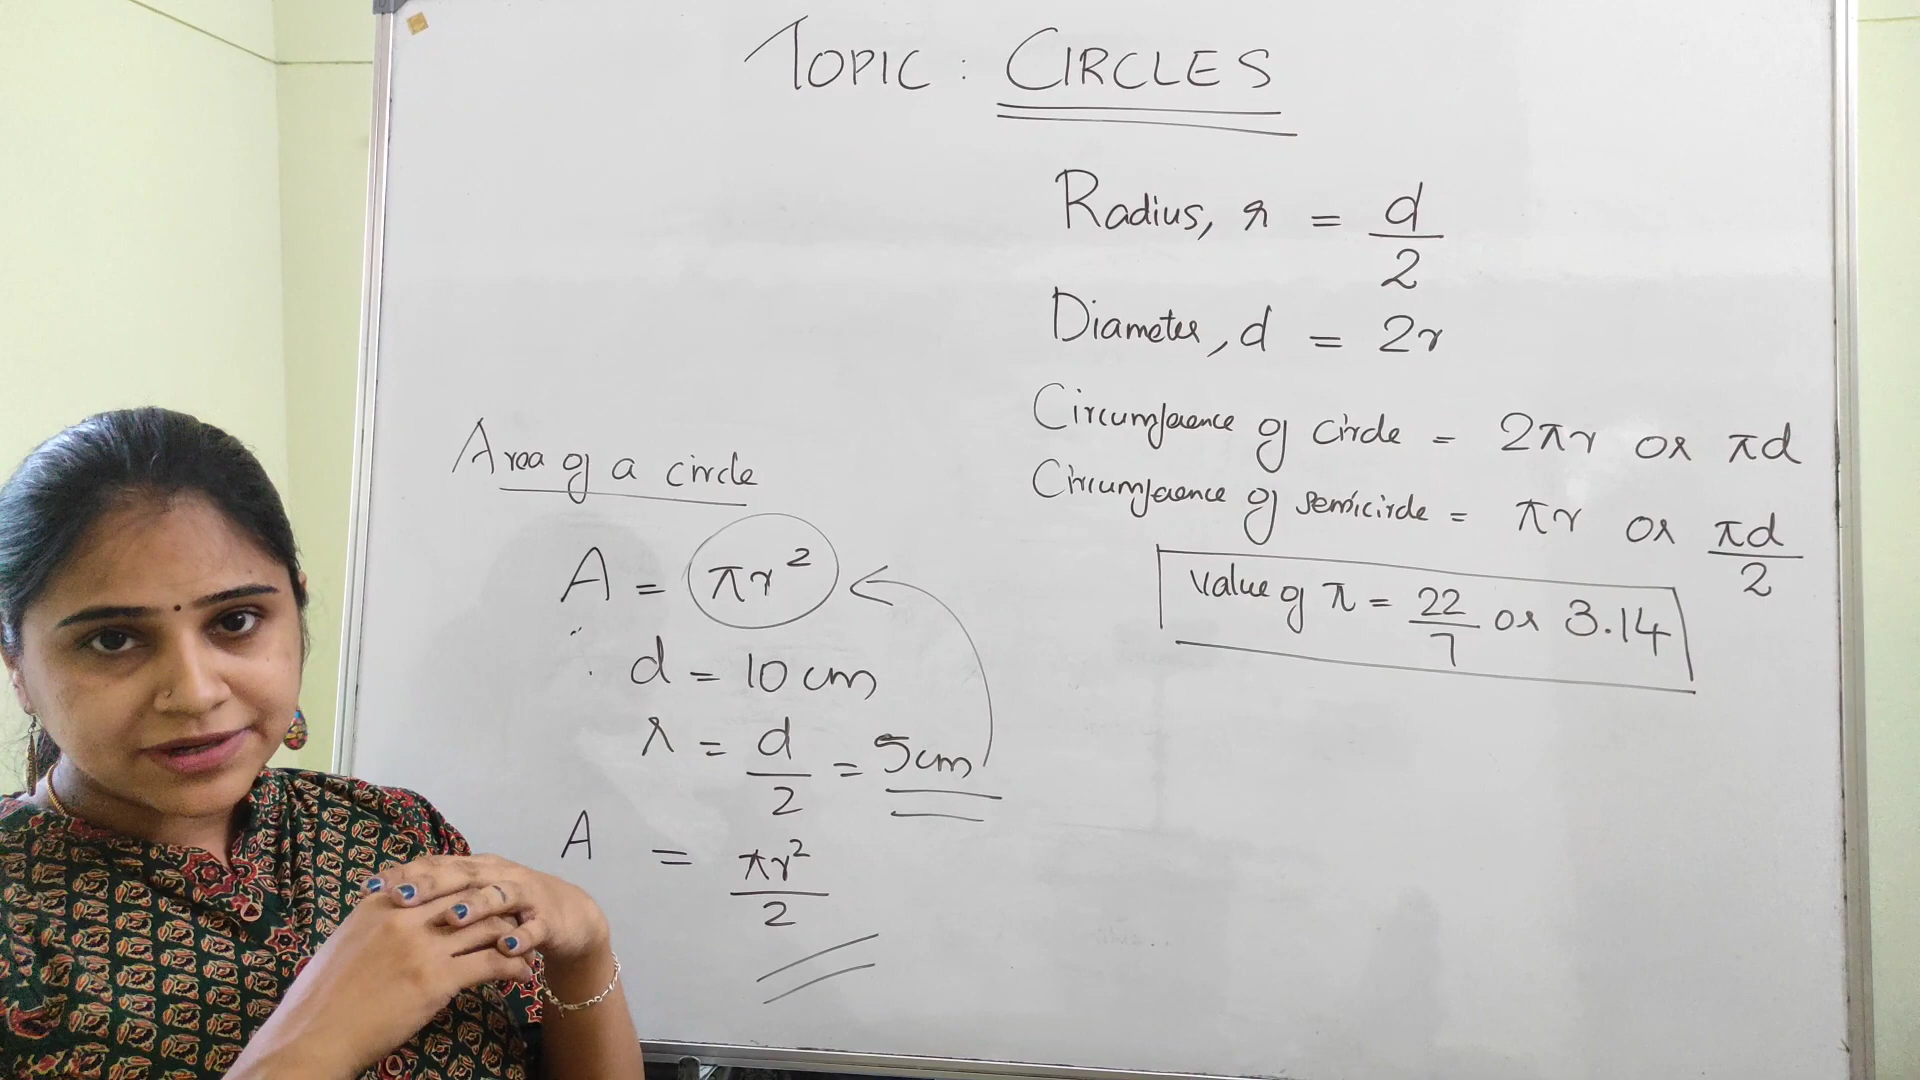 TOPIC : CIRCLES
Radius, r = d/2
Diameter, d = 2r
Circumference of circle = 2πr or πd
Circumference of semicircle = πr or πd/2
Value of π = 22/7 or 3.14
Area of a circle
A = πr²
∴ d = 10 cm
r = d/2 = 5cm
A = πr²/2